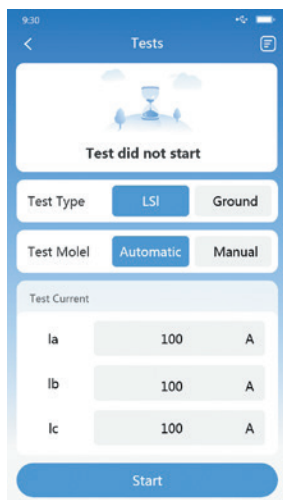 9:30
Tests
Test did not start
Test Type LSI Ground
Test Molel Automatic Manual
Test Current
Ia 100 A
Ib 100 A
Ic 100 A
Start